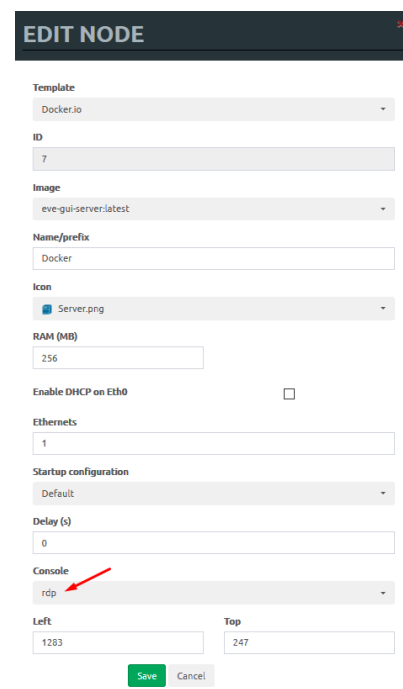 EDIT NODE
Template
Docker.io
ID
7
Image
eve-gui-server:latest
Name/prefix
Docker
Icon
Server.png
RAM (MB)
256
Enable DHCP on Eth0
Ethernets
1
Startup configuration
Default
Delay (s)
0
Console
rdp
Left Top
1283 247
Save Cancel